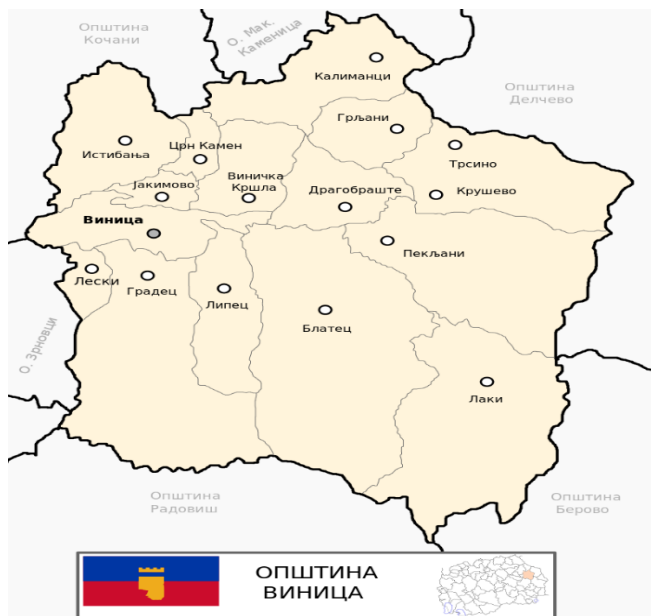 Општина
Кочани
О. Мак.
Каменица
Општина
Делчево
Калиманци
Грљани
Истибања
Црн Камен
Трсино
Јакимово
Виничка
Кршла
Драгобраште
Крушево
Виница
Пекљани
Лески
Градец
Липец
Блатец
О. Зрновци
Лаки
Општина
Радовиш
Општина
Берово
ОПШТИНА
ВИНИЦА